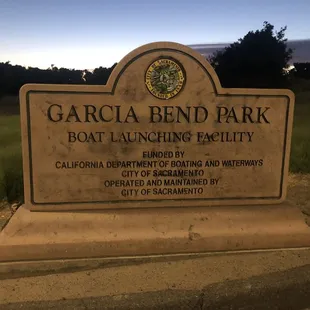 GARCIA BEND PARK
BOAT LAUNCHING FACILITY
FUNDED BY
CALIFORNIA DEPARTMENT OF BOATING AND WATERWAYS
CITY OF SACRAMENTO
OPERATED AND MAINTAINED BY
CITY OF SACRAMENTO